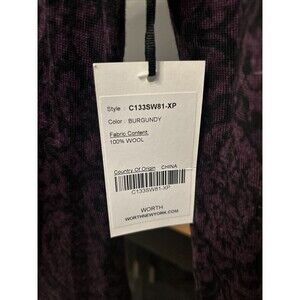 Style : C133SW81-XP
Color : BURGUNDY
Fabric Content:
100% WOOL
Country Of Origin : CHINA
C133SW81-XP
WORTH
WORTHNEWYORK.COM